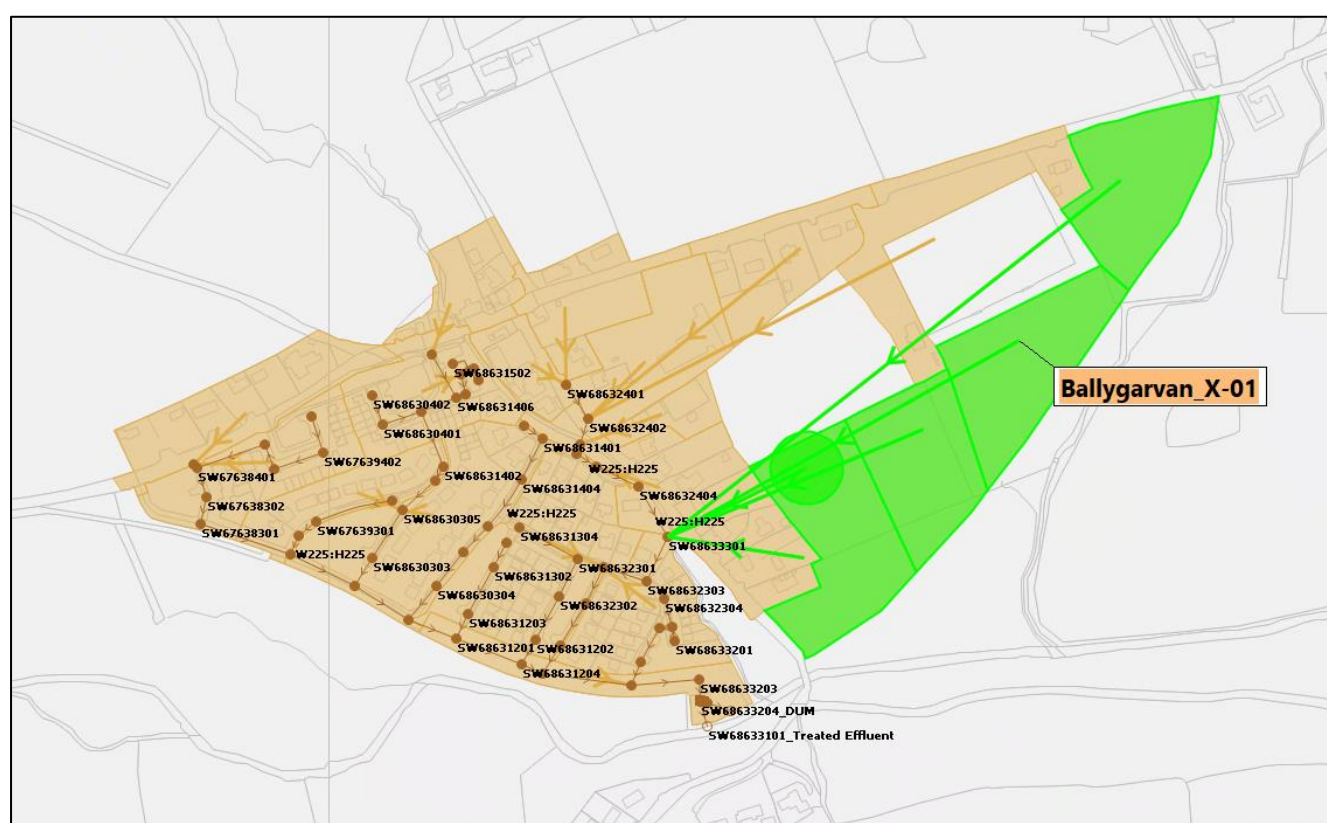 SW68631502
SW68632401
Ballygarvan_X-01
SW68630402
SW68631406
SW68632402
SW68630401
SW68631401
SW67639402
W225:H225
SW67638401
SW68631402
SW68631404
SW68632404
SW67638302
W225:H225
W225:H225
SW68630305
SW67639301
SW67638301
SW68631304
SW68633301
W225:H225
SW68630303
SW68632301
SW68631302
SW68632303
SW68630304
SW68632302
SW68632304
SW68631203
SW68631201
SW68631202
SW68633201
SW68631204
SW68633203
SW68633204_DUM
SW68633101_Treated Effluent